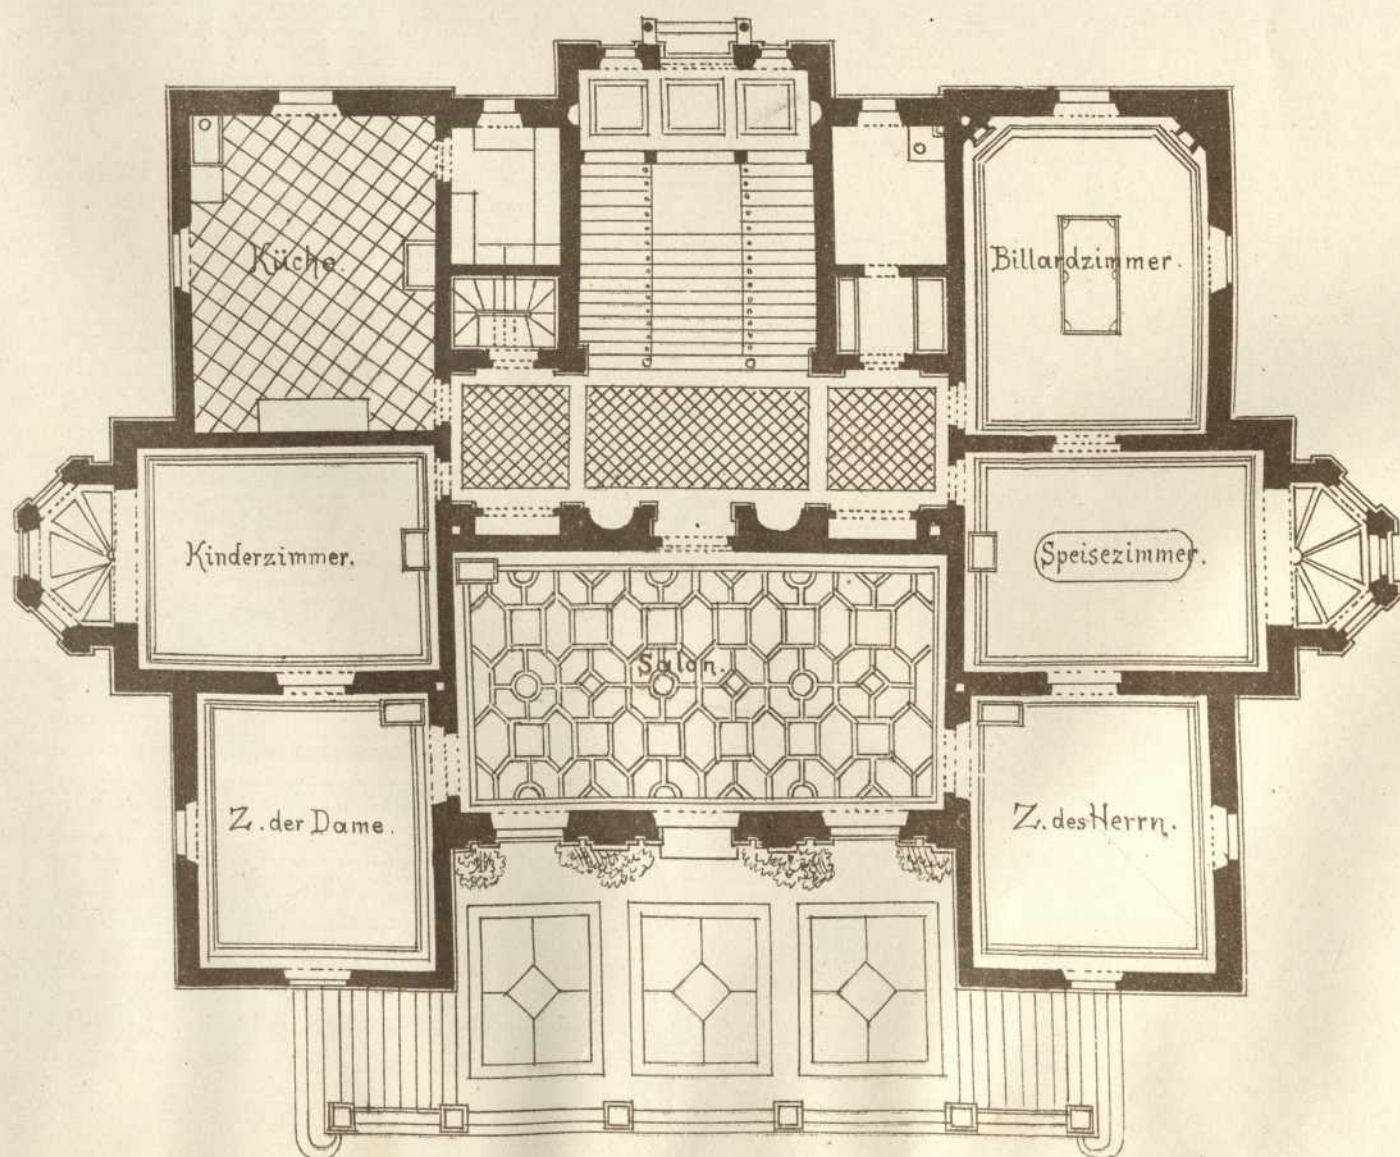 Küche.
Billardzimmer.
Kinderzimmer.
Speisezimmer.
Salon.
Z. der Dame.
Z. des Herrn.